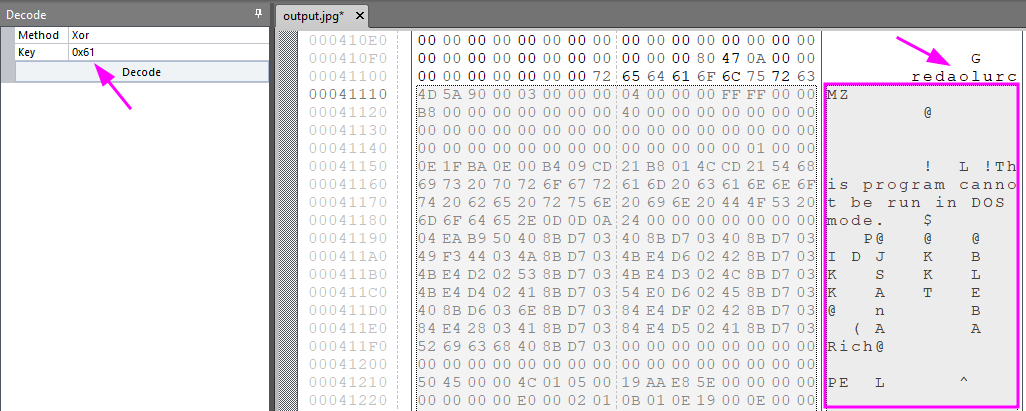 Decode
Method Xor
Key 0x61
Decode
output.jpg*
000410E0 00 00 00 00 00 00 00 00 00 00 00 00 00 00 00 00
000410F0 00 00 00 00 00 00 00 00 00 00 00 80 47 0A 00 00 G
00041100 00 00 00 00 00 00 00 72 65 64 61 6F 6C 75 72 63 redaolurc
00041110 4D 5A 90 00 03 00 00 00 04 00 00 00 FF FF 00 00 MZ
00041120 B8 00 00 00 00 00 00 00 40 00 00 00 00 00 00 00 @
00041130 00 00 00 00 00 00 00 00 00 00 00 00 00 00 00 00
00041140 00 00 00 00 00 00 00 00 00 00 00 00 00 01 00 00
00041150 0E 1F BA 0E 00 B4 09 CD 21 B8 01 4C CD 21 54 68 ! L !Th
00041160 69 73 20 70 72 6F 67 72 61 6D 20 63 61 6E 6E 6F is program canno
00041170 74 20 62 65 20 72 75 6E 20 69 6E 20 44 4F 53 20 t be run in DOS
00041180 6D 6F 64 65 2E 0D 0D 0A 24 00 00 00 00 00 00 00 mode. $
00041190 04 EA B9 50 40 8B D7 03 40 8B D7 03 40 8B D7 03 P@ @ @
000411A0 49 F3 44 03 4A 8B D7 03 4B E4 D6 02 42 8B D7 03 I D J K B
000411B0 4B E4 D2 02 53 8B D7 03 4B E4 D3 02 4C 8B D7 03 K S K L
000411C0 4B E4 D4 02 41 8B D7 03 54 E0 D6 02 45 8B D7 03 K A T E
000411D0 40 8B D6 03 6E 8B D7 03 84 E4 DF 02 42 8B D7 03 @ n B
000411E0 84 E4 28 03 41 8B D7 03 84 E4 D5 02 41 8B D7 03 ( A A
000411F0 52 69 63 68 40 8B D7 03 00 00 00 00 00 00 00 00 Rich@
00041200 00 00 00 00 00 00 00 00 00 00 00 00 00 00 00 00
00041210 50 45 00 00 4C 01 05 00 19 AA E8 5E 00 00 00 00 PE L ^
00041220 00 00 00 00 E0 00 02 01 0B 01 0E 19 00 0E 00 00